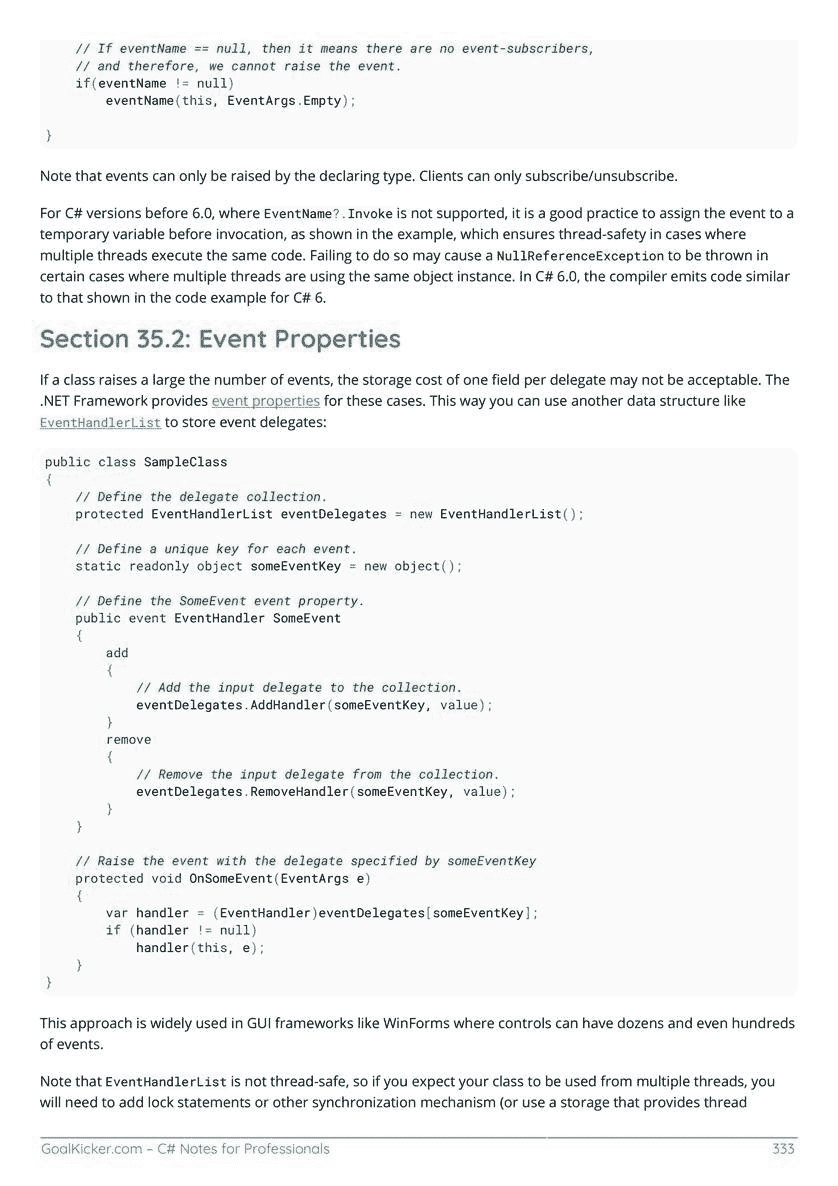 // If eventName == null, then it means there are no event-subscribers,
// and therefore, we cannot raise the event.
if(eventName != null)
eventName(this, EventArgs.Empty);
}
Note that events can only be raised by the declaring type. Clients can only subscribe/unsubscribe.
For C# versions before 6.0, where EventName?.Invoke is not supported, it is a good practice to assign the event to a
temporary variable before invocation, as shown in the example, which ensures thread-safety in cases where
multiple threads execute the same code. Failing to do so may cause a NullReferenceException to be thrown in
certain cases where multiple threads are using the same object instance. In C# 6.0, the compiler emits code similar
to that shown in the code example for C# 6.
Section 35.2: Event Properties
If a class raises a large the number of events, the storage cost of one field per delegate may not be acceptable. The
.NET Framework provides event properties for these cases. This way you can use another data structure like
EventHandlerList to store event delegates:
public class SampleClass
{
// Define the delegate collection.
protected EventHandlerList eventDelegates = new EventHandlerList();
// Define a unique key for each event.
static readonly object someEventKey = new object();
// Define the SomeEvent event property.
public event EventHandler SomeEvent
{
add
{
// Add the input delegate to the collection.
eventDelegates.AddHandler(someEventKey, value);
}
remove
{
// Remove the input delegate from the collection.
eventDelegates.RemoveHandler(someEventKey, value);
}
}
// Raise the event with the delegate specified by someEventKey
protected void OnSomeEvent(EventArgs e)
{
var handler = (EventHandler)eventDelegates[someEventKey];
if (handler != null)
handler(this, e);
}
}
This approach is widely used in GUI frameworks like WinForms where controls can have dozens and even hundreds
of events.
Note that EventHandlerList is not thread-safe, so if you expect your class to be used from multiple threads, you
will need to add lock statements or other synchronization mechanism (or use a storage that provides thread
GoalKicker.com – C# Notes for Professionals 333